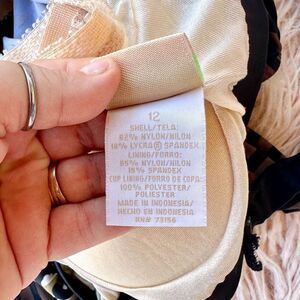 12
SHELL/TELA:
82% NYLON/NILON
18% LYCRA® SPANDEX
LINING/FORRO:
85% NYLON/NILON
15% SPANDEX
CUP LINING/FORRO DE COPA:
100% POLYESTER/
POLIESTER
MADE IN INDONESIA/
HECHO EN INDONESIA
RN# 73156